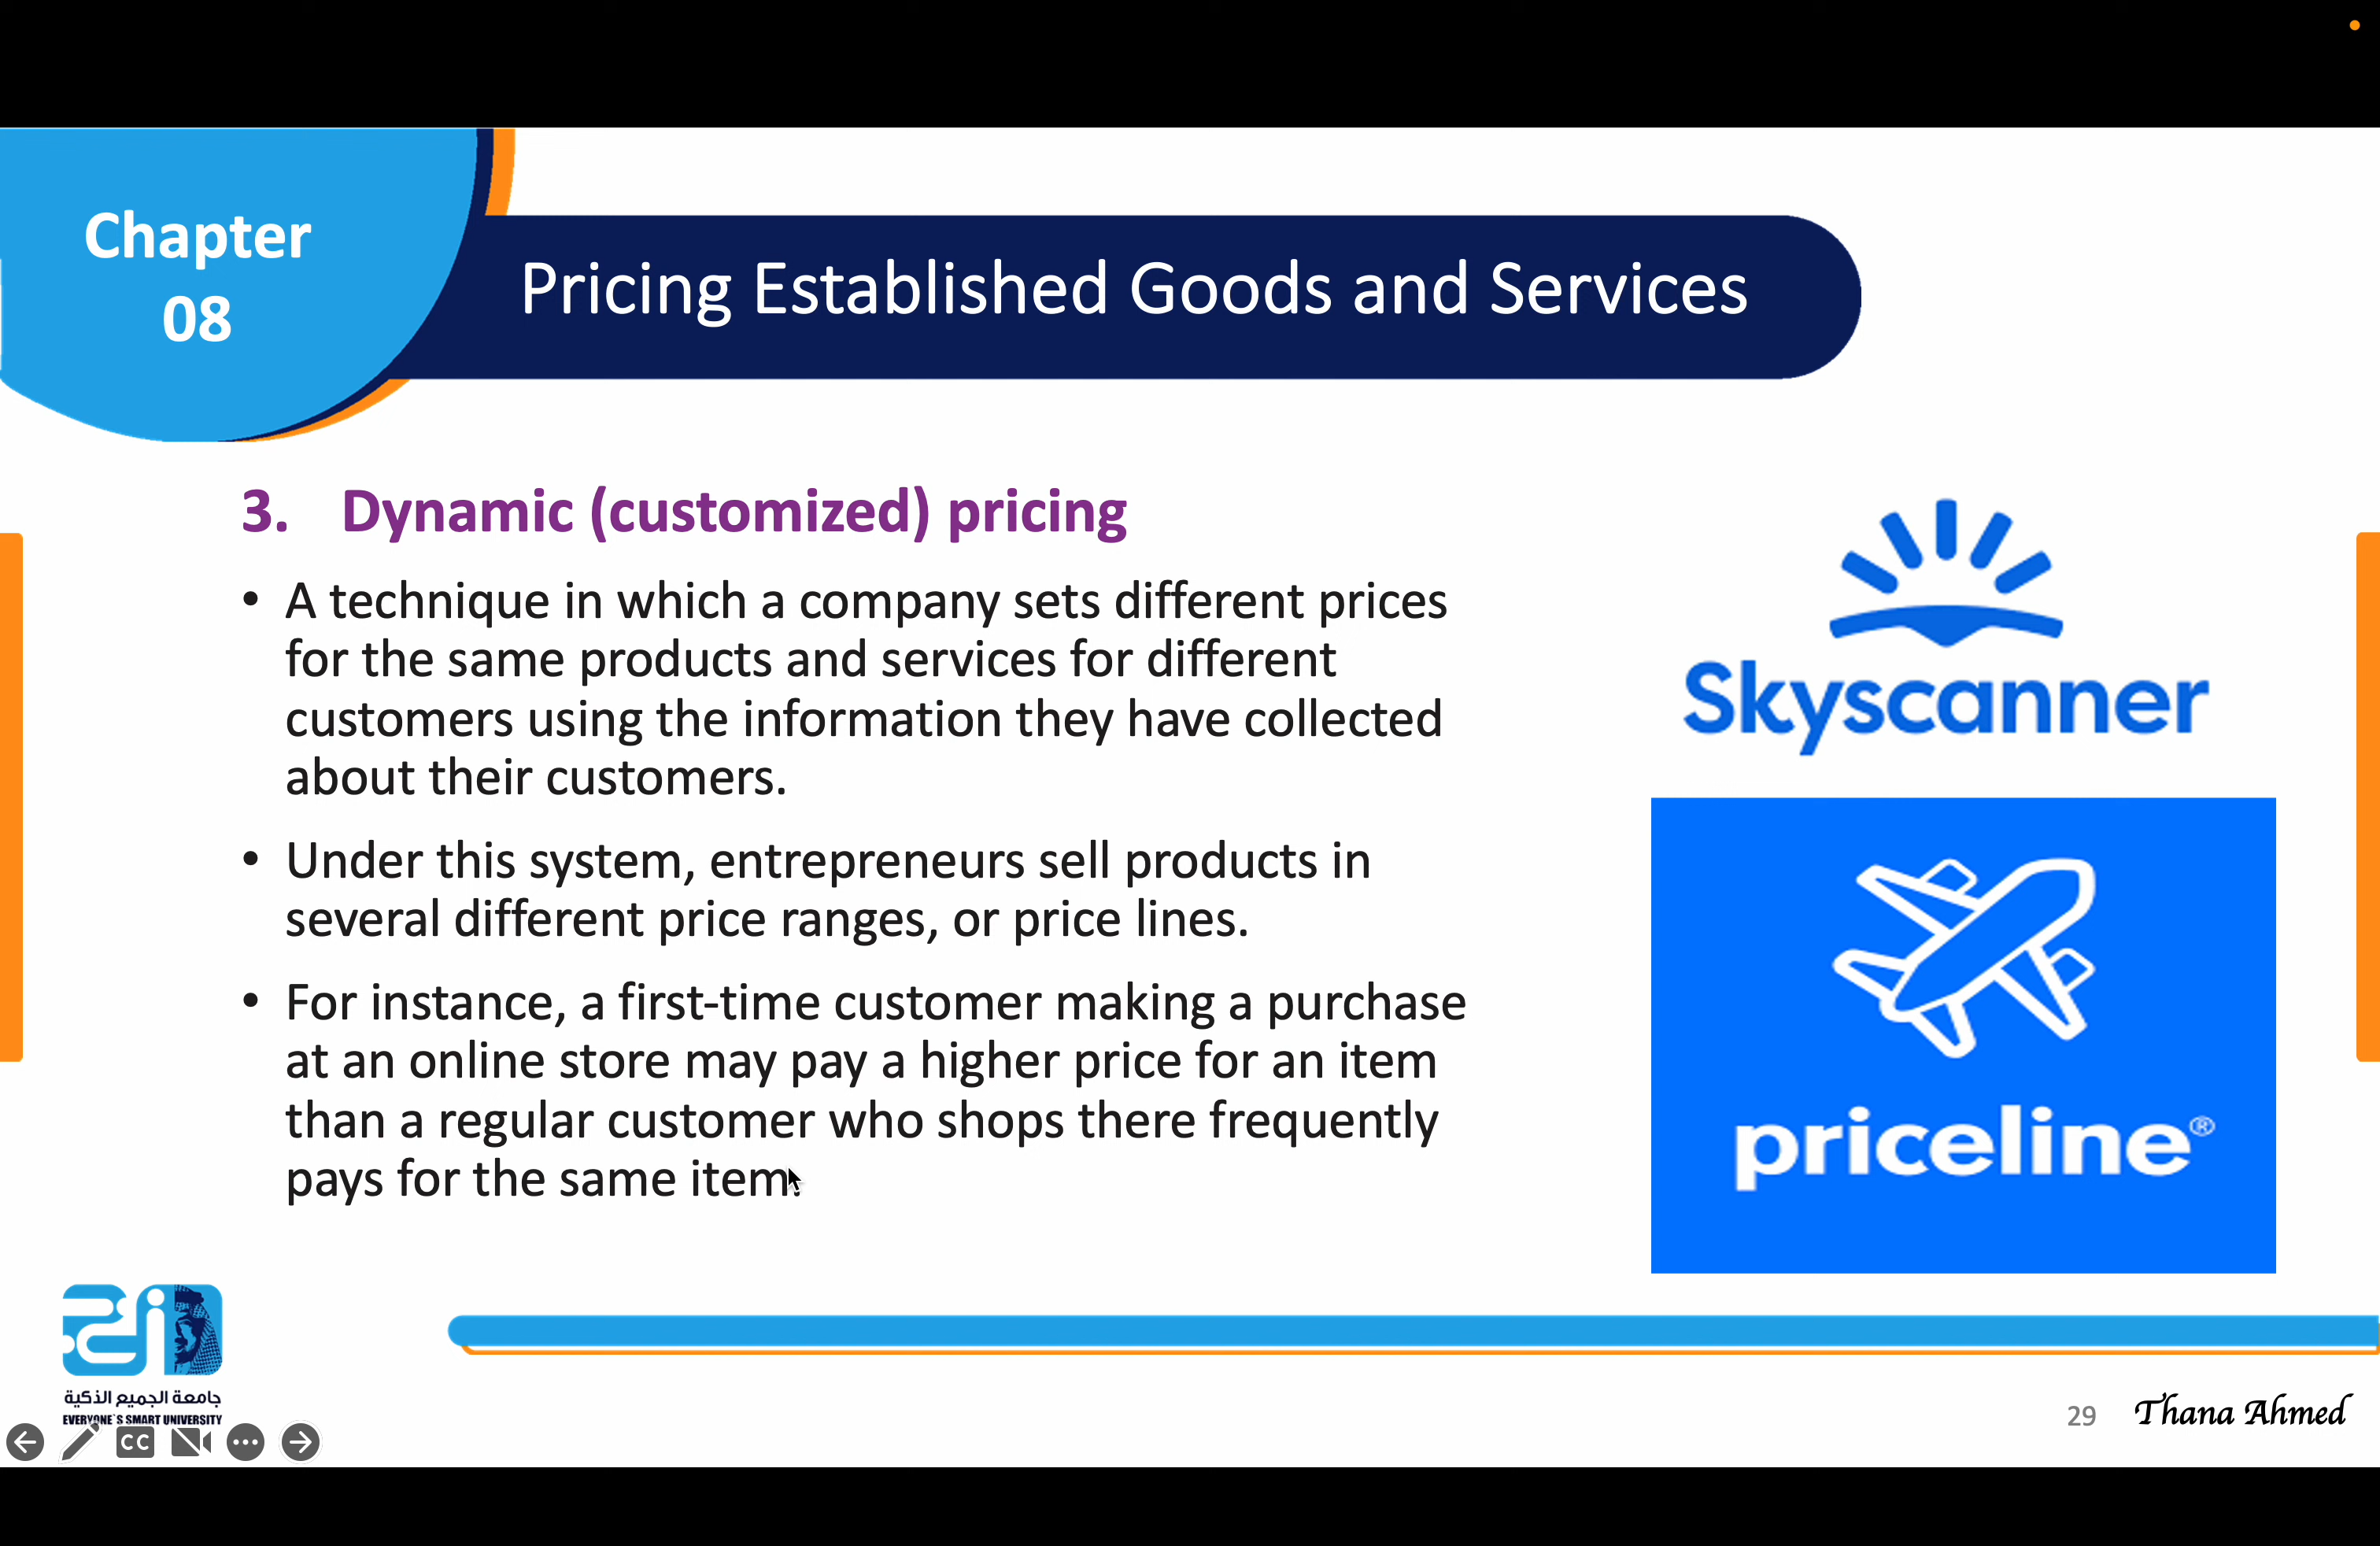 Chapter
08
Pricing Established Goods and Services
3. Dynamic (customized) pricing
• A technique in which a company sets different prices
for the same products and services for different
customers using the information they have collected
about their customers.
• Under this system, entrepreneurs sell products in
several different price ranges, or price lines.
• For instance, a first-time customer making a purchase
at an online store may pay a higher price for an item
than a regular customer who shops there frequently
pays for the same item.
Skyscanner
priceline®
جامعة الجميع الذكية
EVERYONE`S SMART UNIVERSITY
CC
29
Thana Ahmed